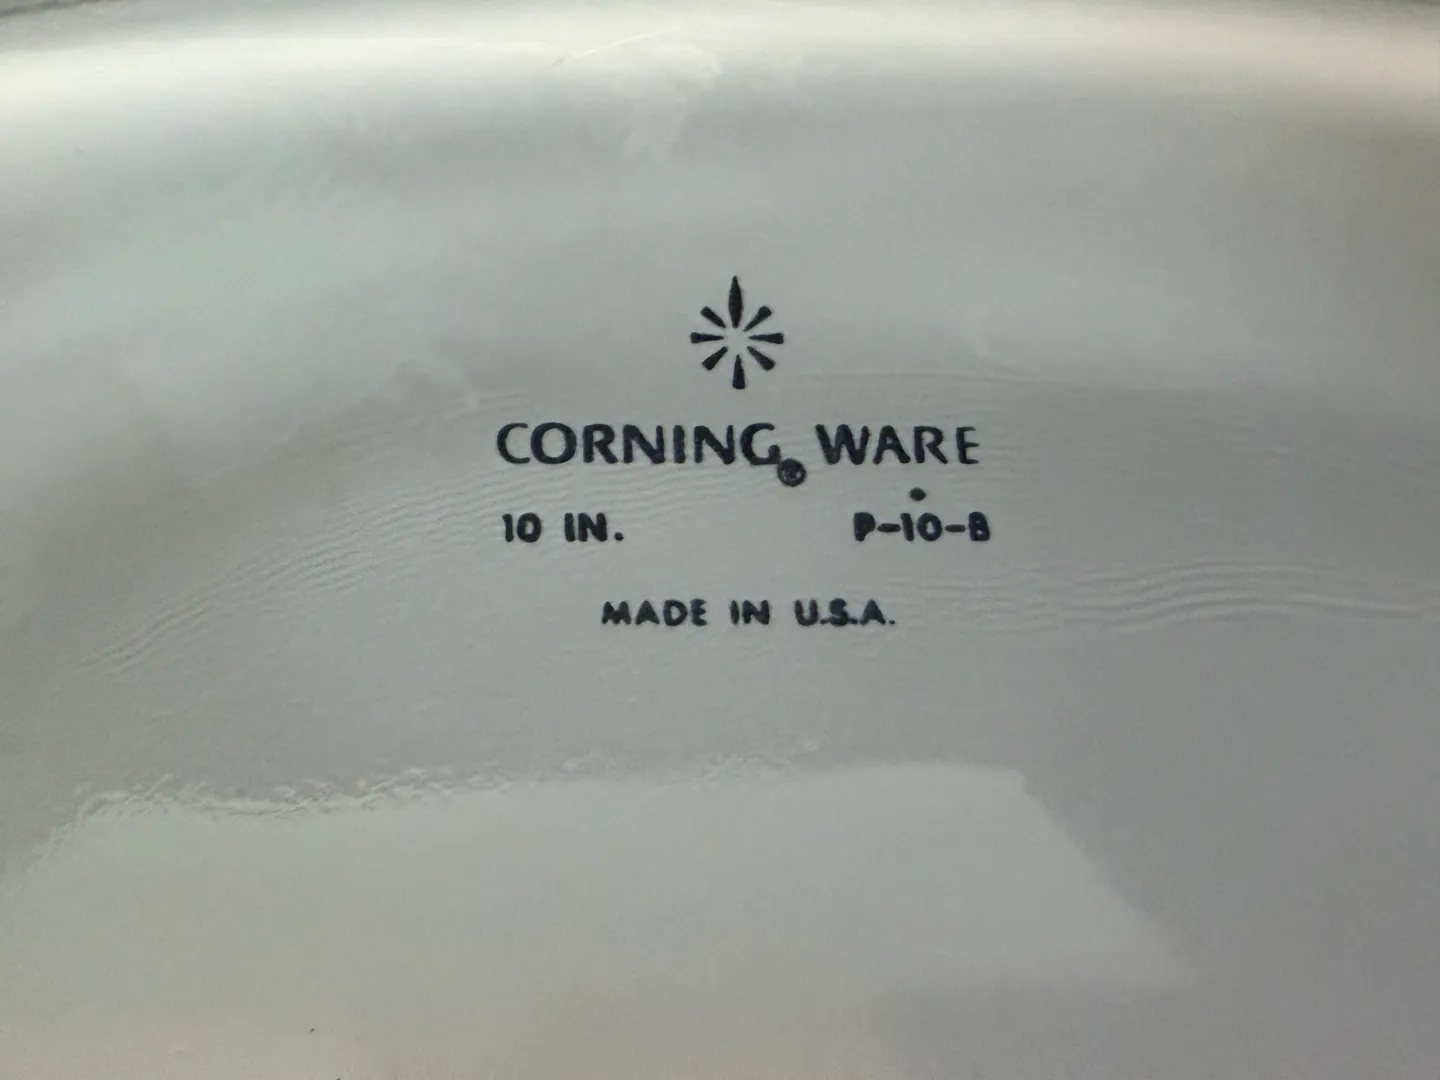 CORNING® WARE
10 IN. P-10-B
MADE IN U.S.A.